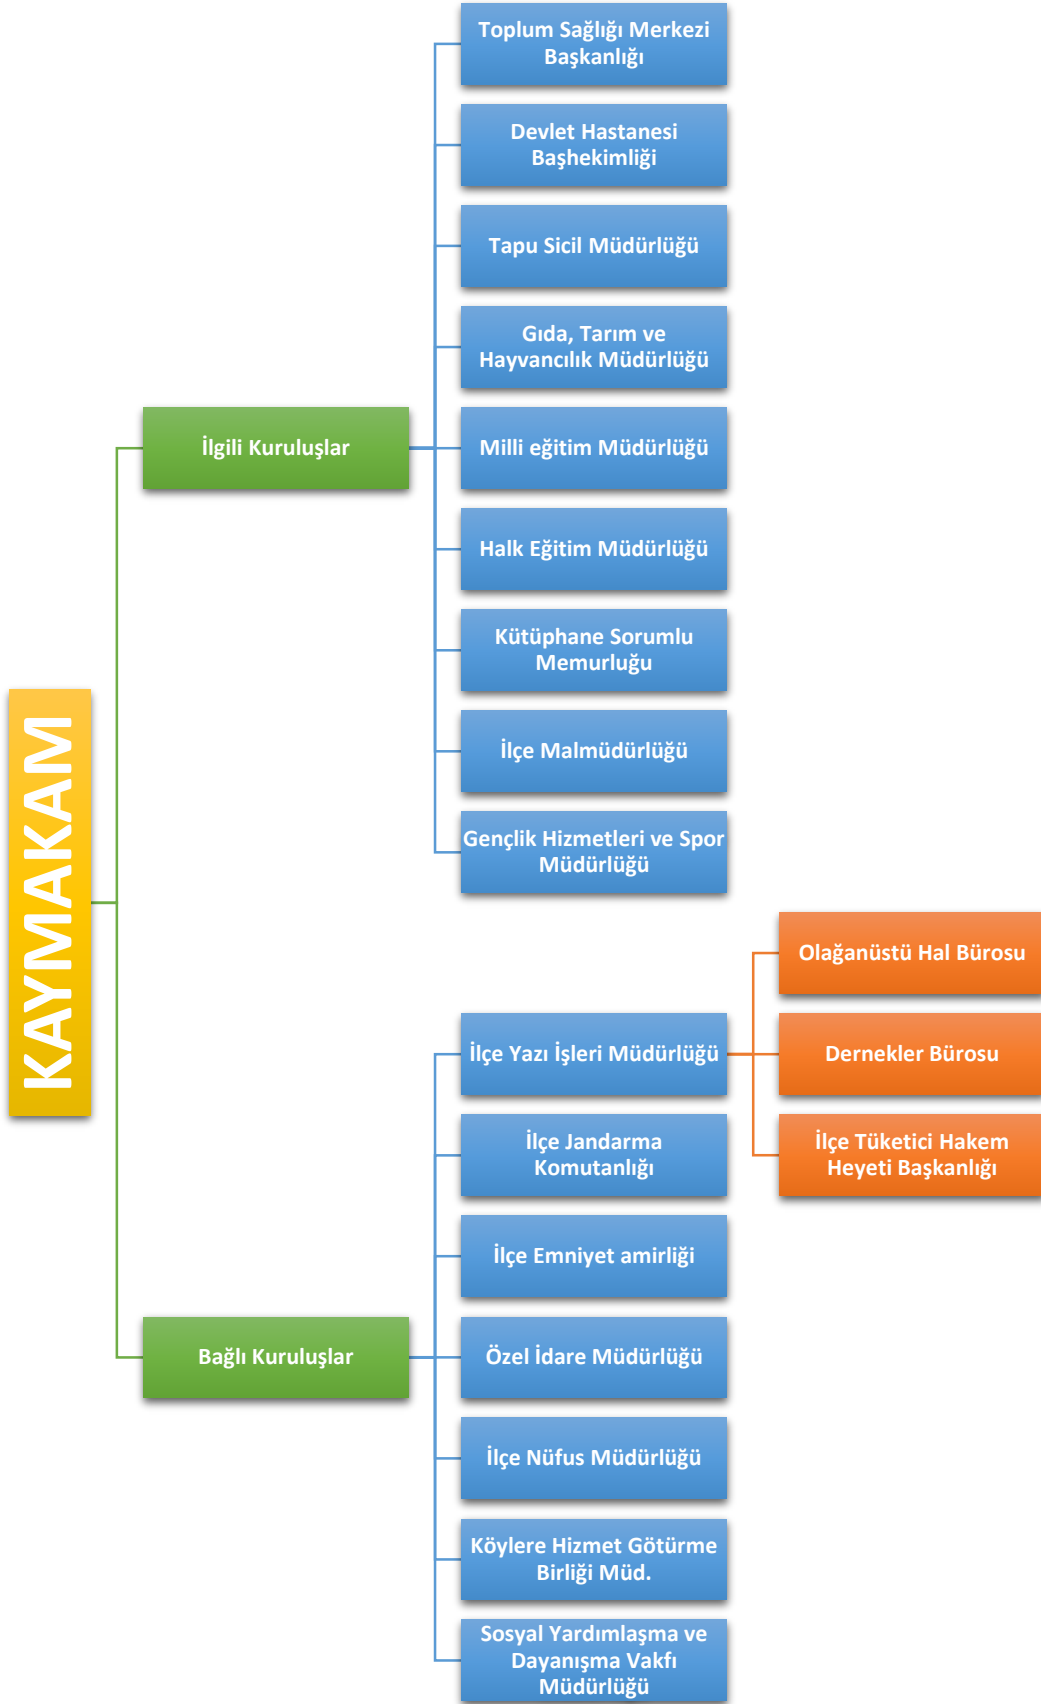 KAYMAKAM
İlgili Kuruluşlar
Toplum Sağlığı Merkezi
Başkanlığı
Devlet Hastanesi
Başhekimliği
Tapu Sicil Müdürlüğü
Gıda, Tarım ve
Hayvancılık Müdürlüğü
Milli eğitim Müdürlüğü
Halk Eğitim Müdürlüğü
Kütüphane Sorumlu
Memurluğu
İlçe Malmüdürlüğü
Gençlik Hizmetleri ve Spor
Müdürlüğü
Bağlı Kuruluşlar
İlçe Yazı İşleri Müdürlüğü
Olağanüstü Hal Bürosu
Dernekler Bürosu
İlçe Tüketici Hakem
Heyeti Başkanlığı
İlçe Jandarma
Komutanlığı
İlçe Emniyet amirliği
Özel İdare Müdürlüğü
İlçe Nüfus Müdürlüğü
Köylere Hizmet Götürme
Birliği Müd.
Sosyal Yardımlaşma ve
Dayanışma Vakfı
Müdürlüğü